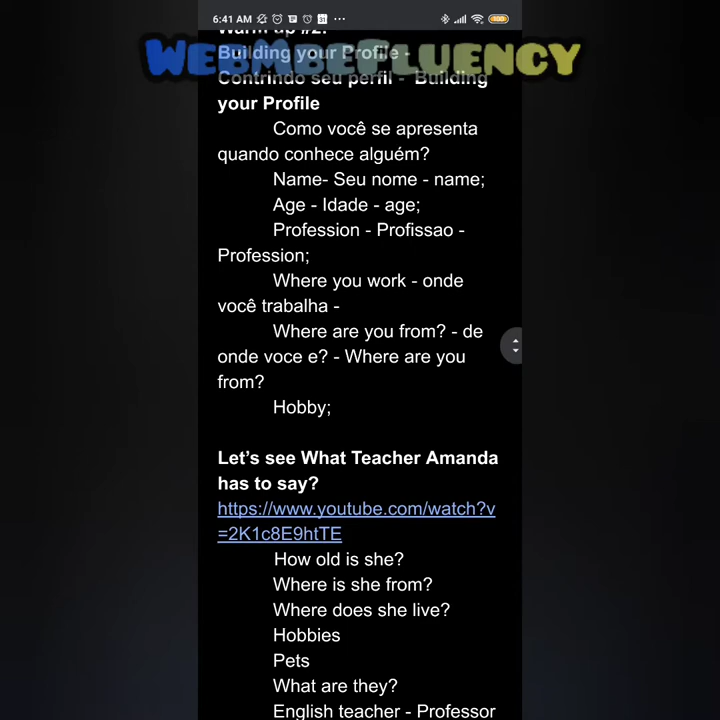 6:41 AM
Warm up #2:
WebMbeFluency
Building your Profile -
Contrindo seu perfil - Building
your Profile
Como você se apresenta
quando conhece alguém?
Name- Seu nome - name;
Age - Idade - age;
Profession - Profissao -
Profession;
Where you work - onde
você trabalha -
Where are you from? - de
onde voce e? - Where are you
from?
Hobby;
Let's see What Teacher Amanda
has to say?
https://www.youtube.com/watch?v
=2K1c8E9htTE
How old is she?
Where is she from?
Where does she live?
Hobbies
Pets
What are they?
English teacher - Professor